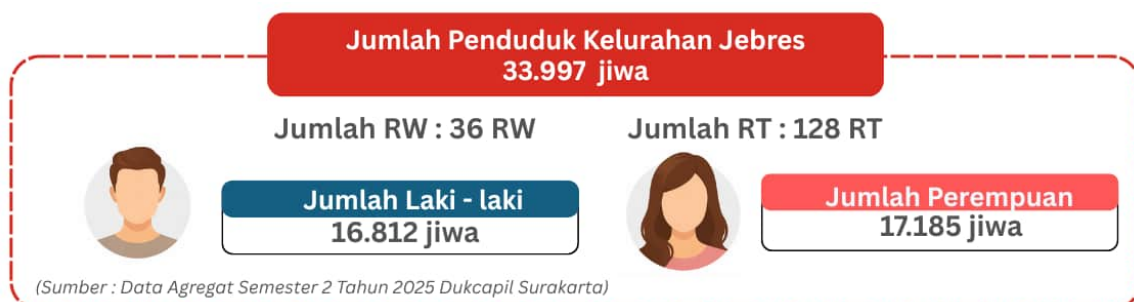 Jumlah Penduduk Kelurahan Jebres
33.997 jiwa
Jumlah RW : 36 RW
Jumlah RT : 128 RT
Jumlah Laki - laki
16.812 jiwa
Jumlah Perempuan
17.185 jiwa
(Sumber : Data Agregat Semester 2 Tahun 2025 Dukcapil Surakarta)